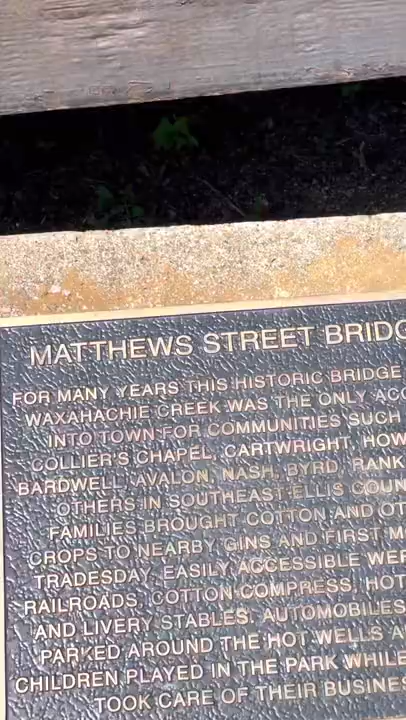 MATTHEWS STREET BRIDG
FOR MANY YEARS THIS HISTORIC BRIDGE
WAXAHACHIE CREEK WAS THE ONLY ACC
INTO TOWN FOR COMMUNITIES SUCH
COLLIER'S CHAPEL, CARTWRIGHT, HOW
BARDWELL, AVALON, NASH, BYRD, RANK
OTHERS IN SOUTHEAST ELLIS COUN
FAMILIES BROUGHT COTTON AND OT
CROPS TO NEARBY GINS AND FIRST M
TRADESDAY. EASILY ACCESSIBLE WER
RAILROADS, COTTON COMPRESS, HOT
AND LIVERY STABLES. AUTOMOBILES
PARKED AROUND THE HOT WELLS A
CHILDREN PLAYED IN THE PARK WHILE
TOOK CARE OF THEIR BUSINES